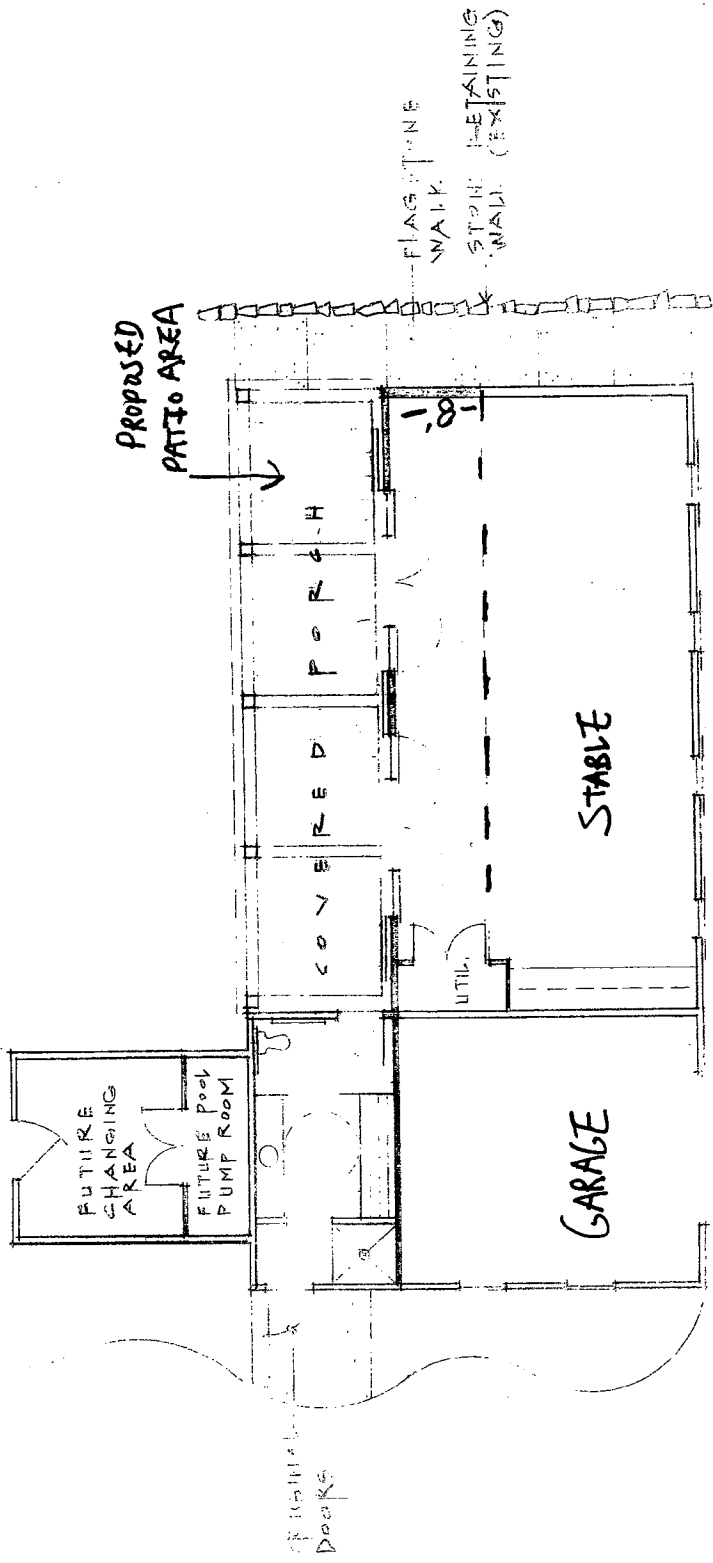 PROPOSED
PATIO AREA
FLAGSTONE
WALK
STONE RETAINING
WALL (EXISTING)
COVERED PORCH
-8'-
STABLE
UTIL.
GARAGE
FUTURE
CHANGING
AREA
FUTURE POOL
PUMP ROOM
DOORS